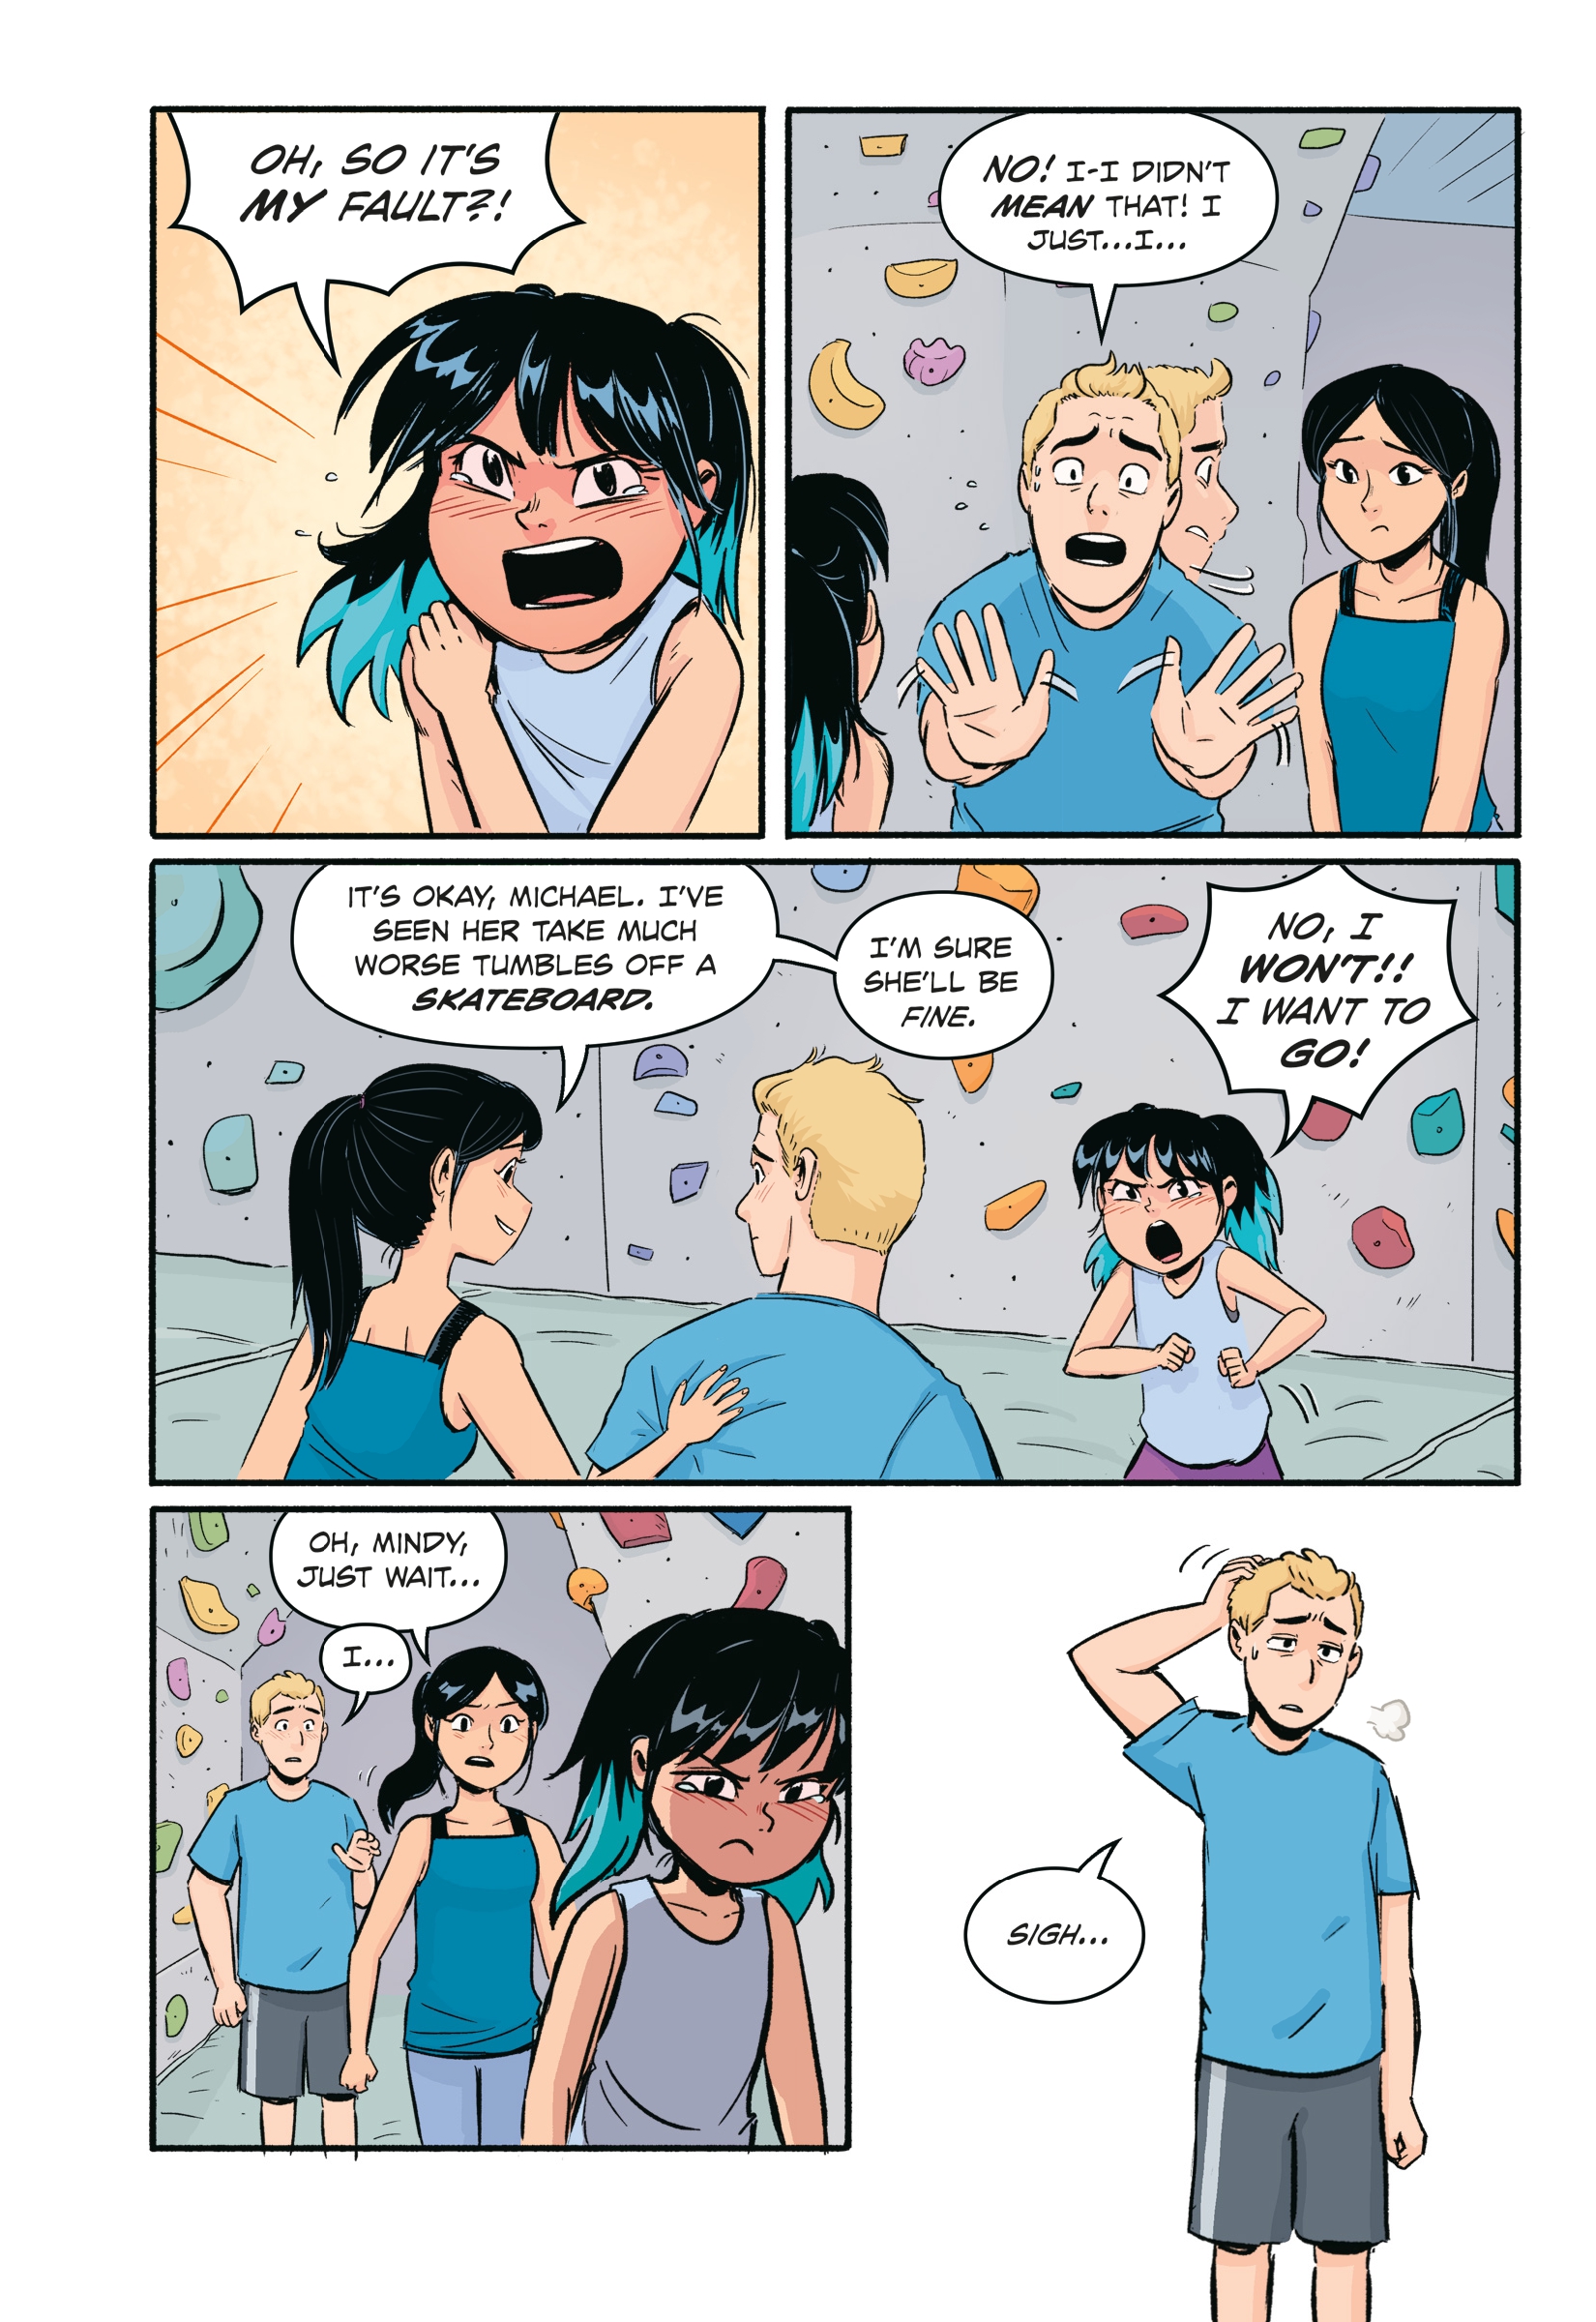 OH, SO IT'S
MY FAULT?!
NO! I-I DIDN'T
MEAN THAT! I
JUST...I...
IT'S OKAY, MICHAEL. I'VE
SEEN HER TAKE MUCH
WORSE TUMBLES OFF A
SKATEBOARD.
I'M SURE
SHE'LL BE
FINE.
NO, I
WON'T!!
I WANT TO
GO!
OH, MINDY,
JUST WAIT...
I...
SIGH...